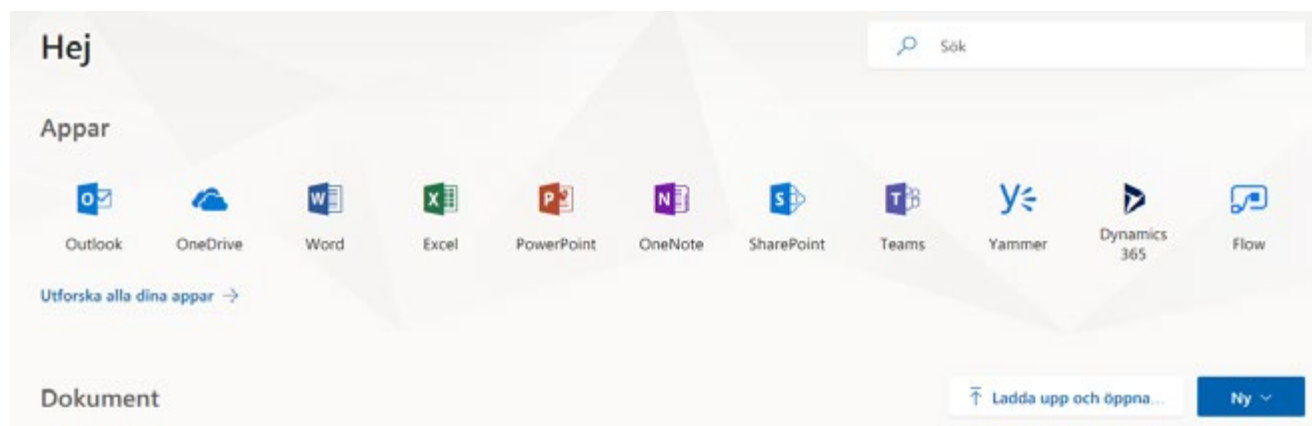 Hej
Sök
Appar
Outlook
OneDrive
Word
Excel
PowerPoint
OneNote
SharePoint
Teams
Yammer
Dynamics
365
Flow
Utforska alla dina appar →
Dokument
Ladda upp och öppna...
Ny